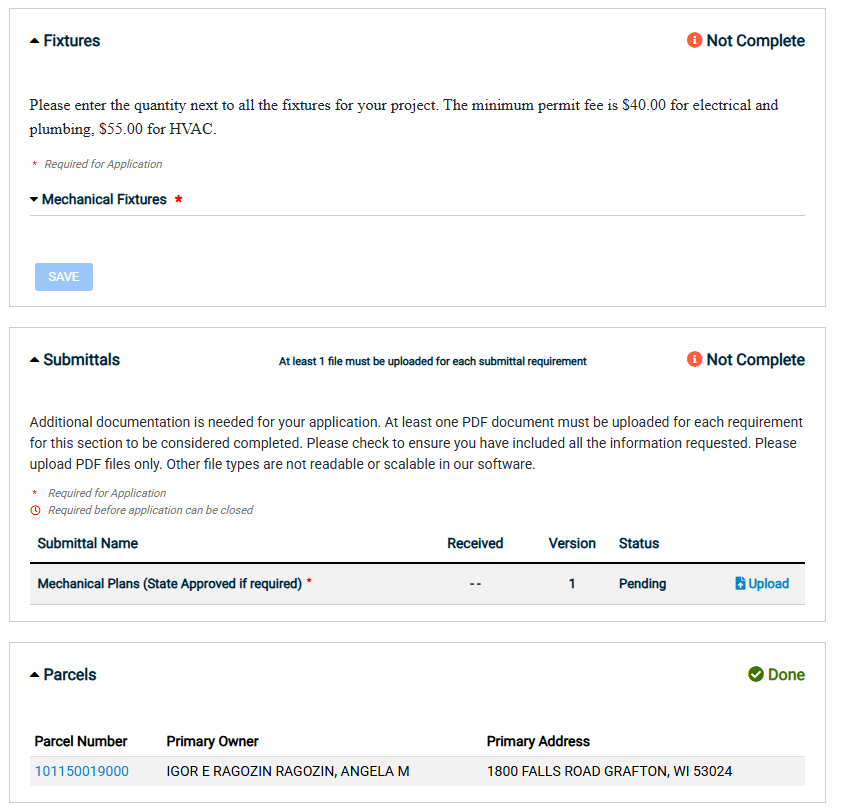 Fixtures
Not Complete
Please enter the quantity next to all the fixtures for your project. The minimum permit fee is $40.00 for electrical and
plumbing, $55.00 for HVAC.
* Required for Application
Mechanical Fixtures *
SAVE
Submittals
At least 1 file must be uploaded for each submittal requirement
Not Complete
Additional documentation is needed for your application. At least one PDF document must be uploaded for each requirement
for this section to be considered completed. Please check to ensure you have included all the information requested. Please
upload PDF files only. Other file types are not readable or scalable in our software.
* Required for Application
Required before application can be closed
Submittal Name Received Version Status
Mechanical Plans (State Approved if required) * -- 1 Pending Upload
Parcels
Done
Parcel Number Primary Owner Primary Address
101150019000 IGOR E RAGOZIN RAGOZIN, ANGELA M 1800 FALLS ROAD GRAFTON, WI 53024